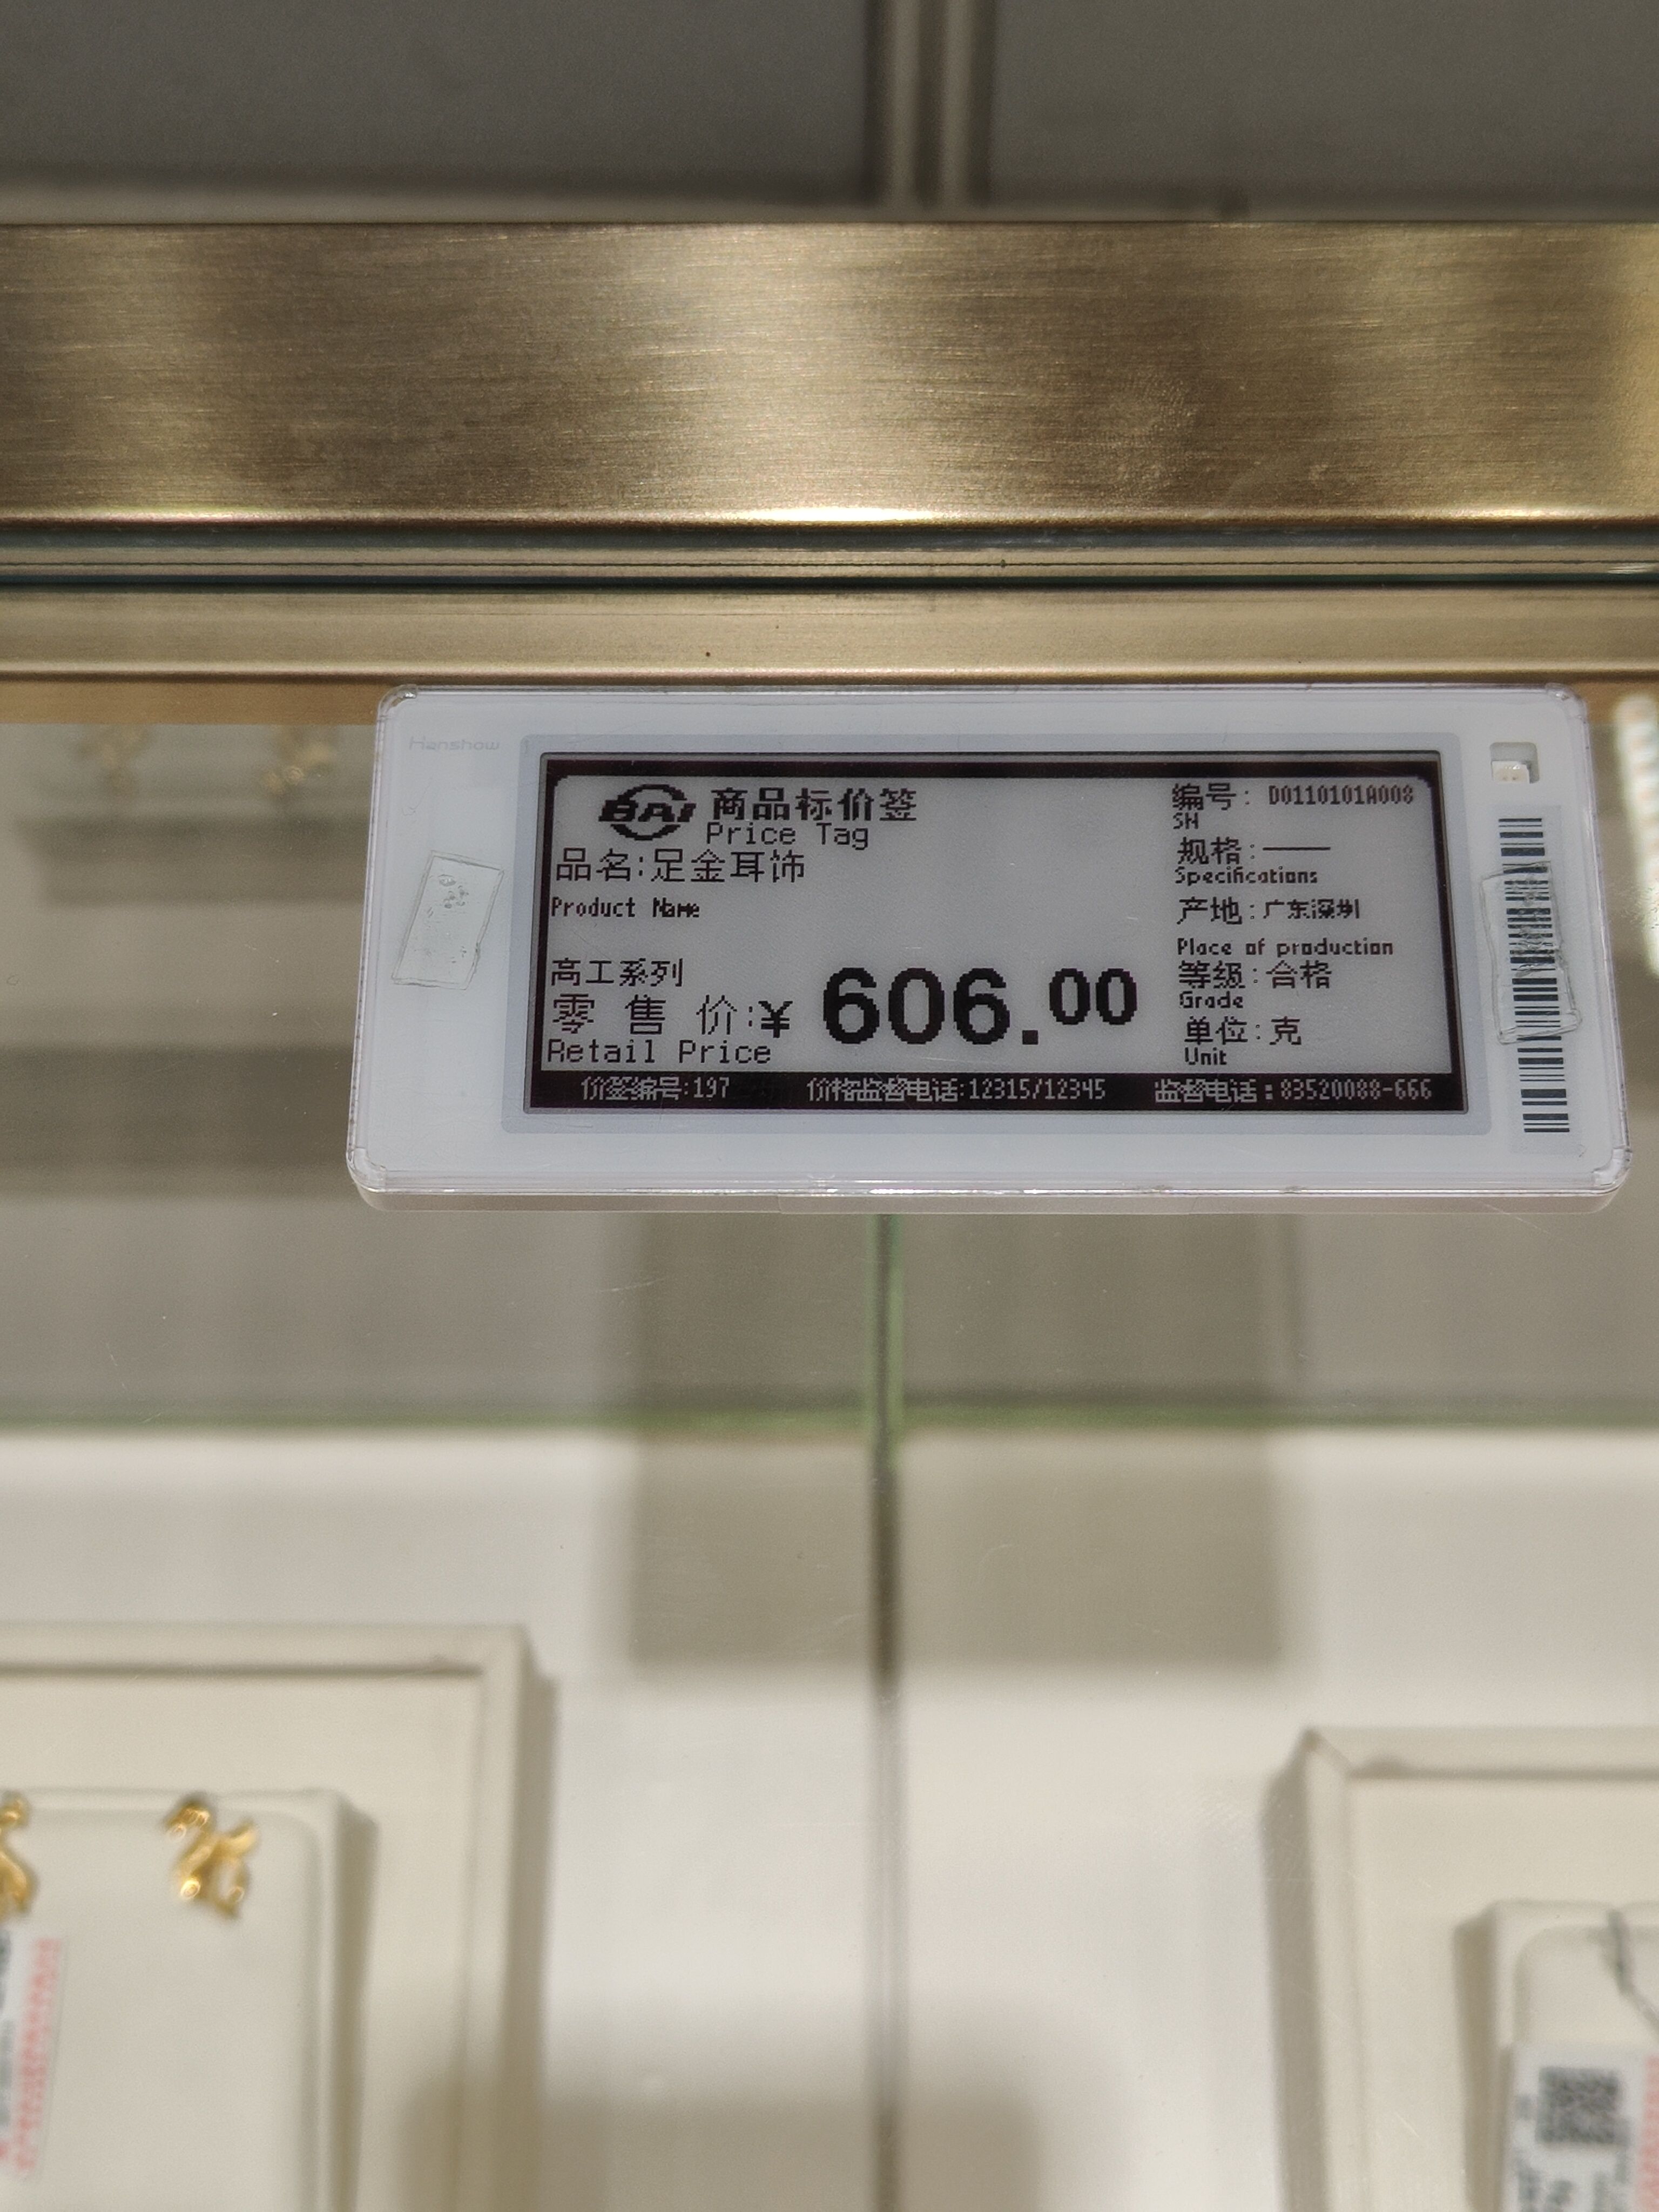 Hanshow
BAI 商品标价签
Price Tag
品名:足金耳饰
Product Name
高工系列
零 售 价:¥ 606.00
Retail Price
编号: D0110101A008
SN
规格:——
Specifications
产地:广东深圳
Place of production
等级:合格
Grade
单位:克
Unit
价签编号:197 价格监督电话:12315/12345 监督电话:83520088-666